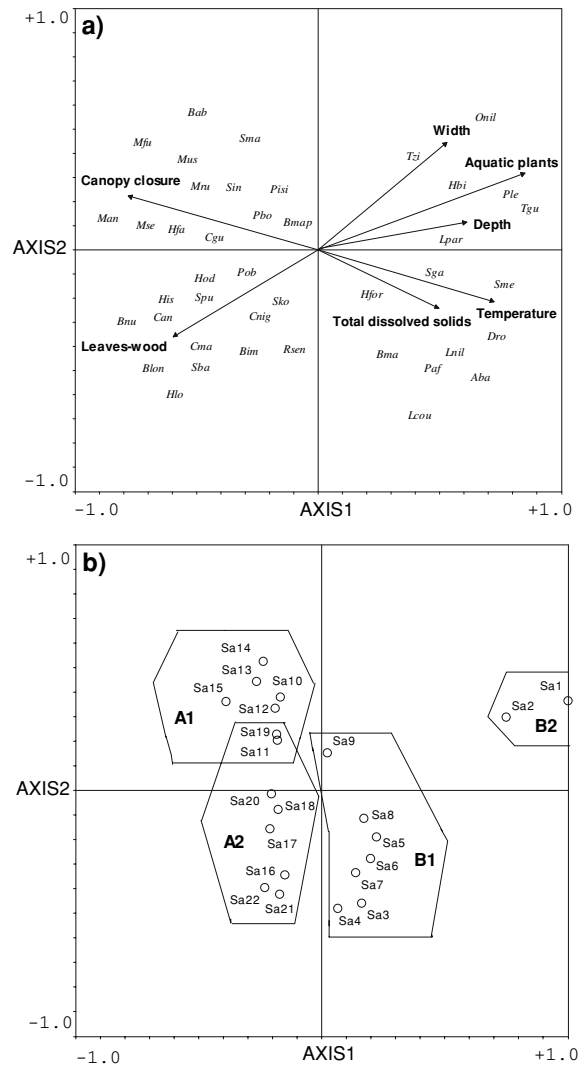 +1.0
a)
Bab
Onil
Mfu
Sma
Width
Mus
Tzi
Aquatic plants
Canopy closure
Mru
Sin
Pisi
Hbi
Ple
Tgu
Man
Mse
Hfa
Pbo
Bmap
Depth
Cgu
Lpar
AXIS2
Hod
Pob
Sga
Sme
His
Spu
Sko
Hfor
Bnu
Can
Cnig
Total dissolved solids
Temperature
Leaves-wood
Cma
Bim
Rsen
Dro
Bma
Lnil
Blon
Sba
Paf
Aba
Hlo
Lcou
-1.0
-1.0
AXIS1
+1.0
+1.0
b)
Sa14
Sa13
Sa10
Sa15
Sa12
A1
Sa1
Sa2
B2
Sa19
Sa11
Sa9
AXIS2
Sa20
Sa18
Sa8
A2
Sa17
Sa5
B1
Sa16
Sa6
Sa7
Sa22
Sa21
Sa4
Sa3
-1.0
-1.0
AXIS1
+1.0